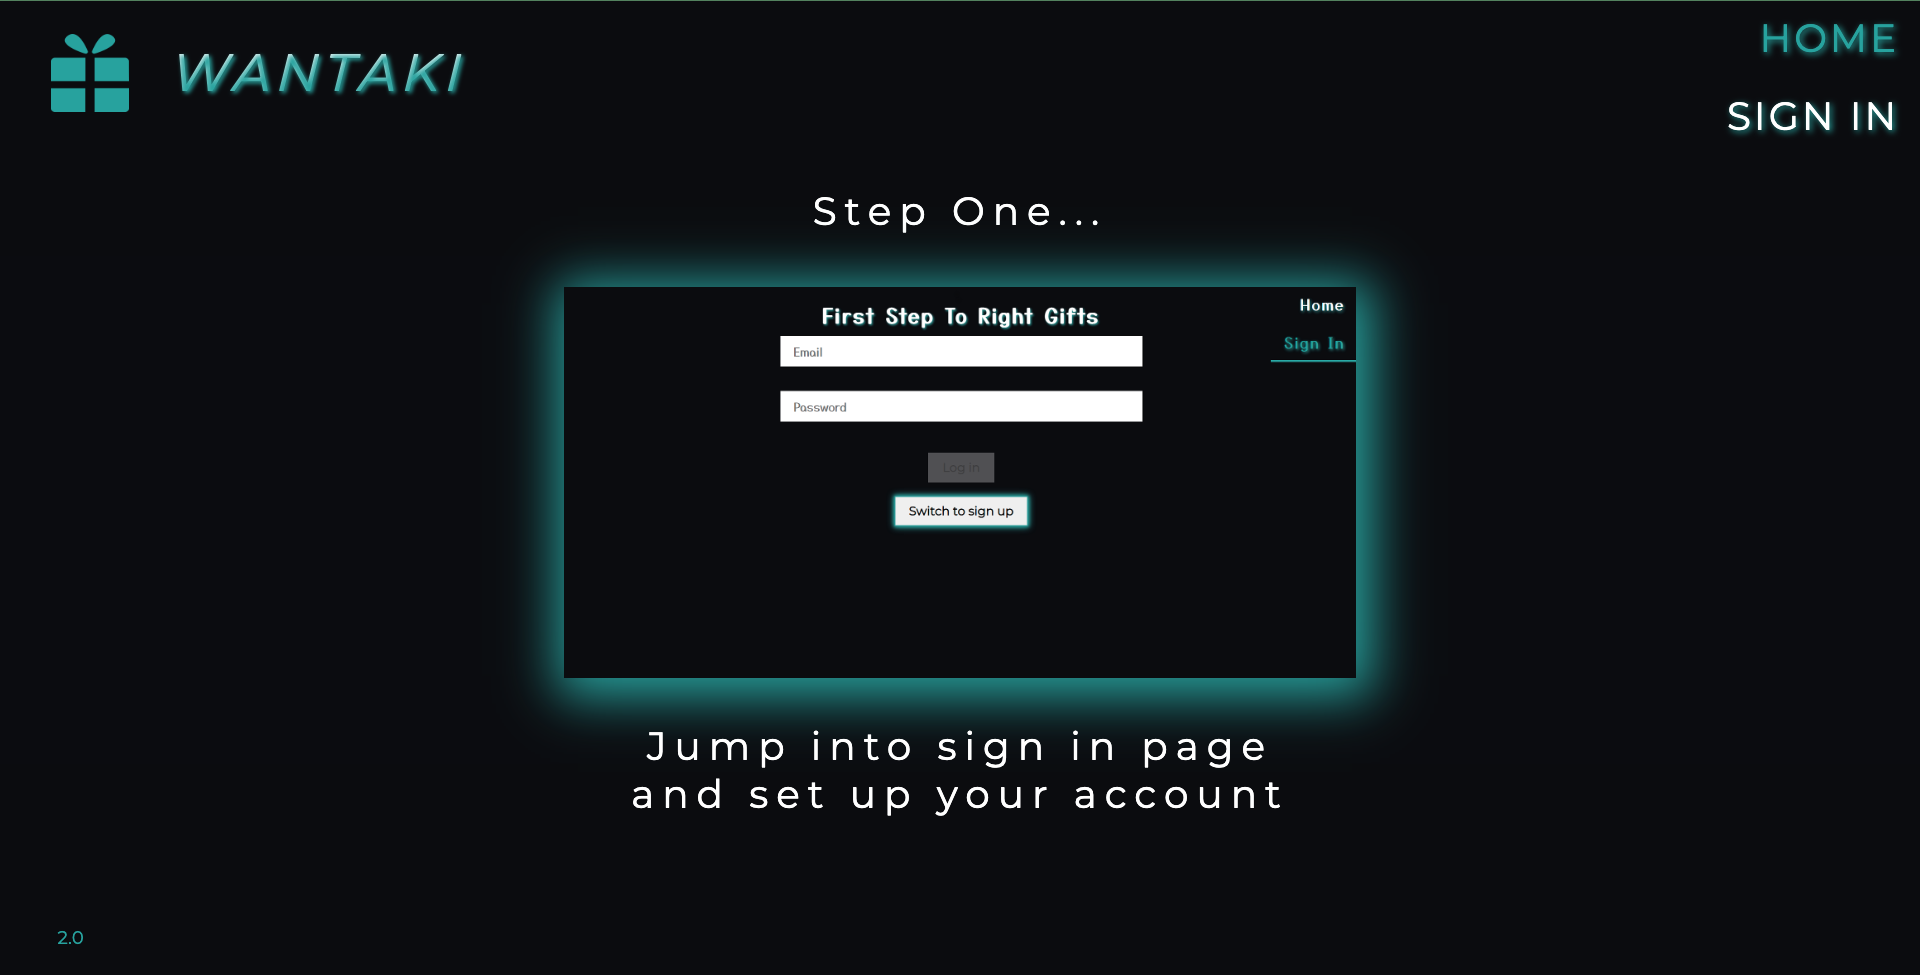 WANTAKI
HOME
SIGN IN
Step One...
First Step To Right Gifts
Home
Sign In
Email
Password
Log in
Switch to sign up
Jump into sign in page
and set up your account
2.0